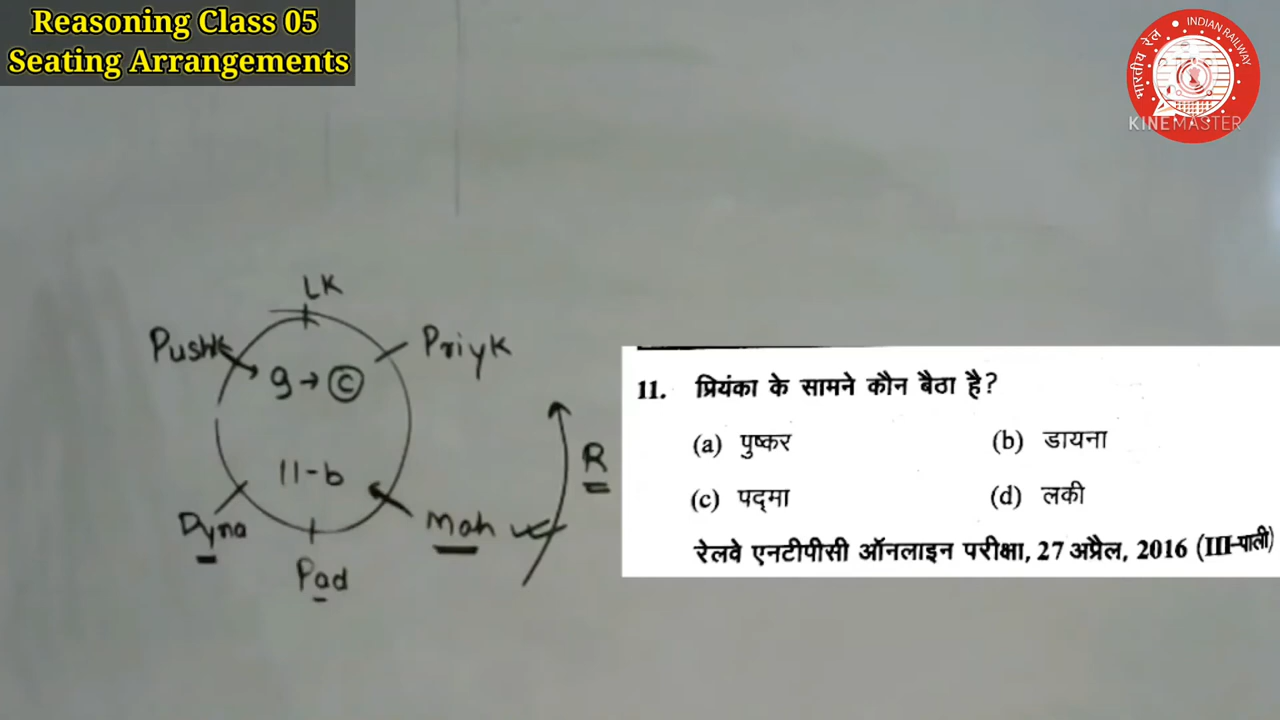 Reasoning Class 05
Seating Arrangements
भारतीय रेल
INDIAN RAILWAY
KINEMASTER
LK
Pushk
Priyk
9→ⓒ
11-b
R
Dyna
Pad
Mah
11. प्रियंका के सामने कौन बैठा है?
(a) पुष्कर (b) डायना
(c) पद्मा (d) लकी
रेलवे एनटीपीसी ऑनलाइन परीक्षा, 27 अप्रैल, 2016 (III-पाली)